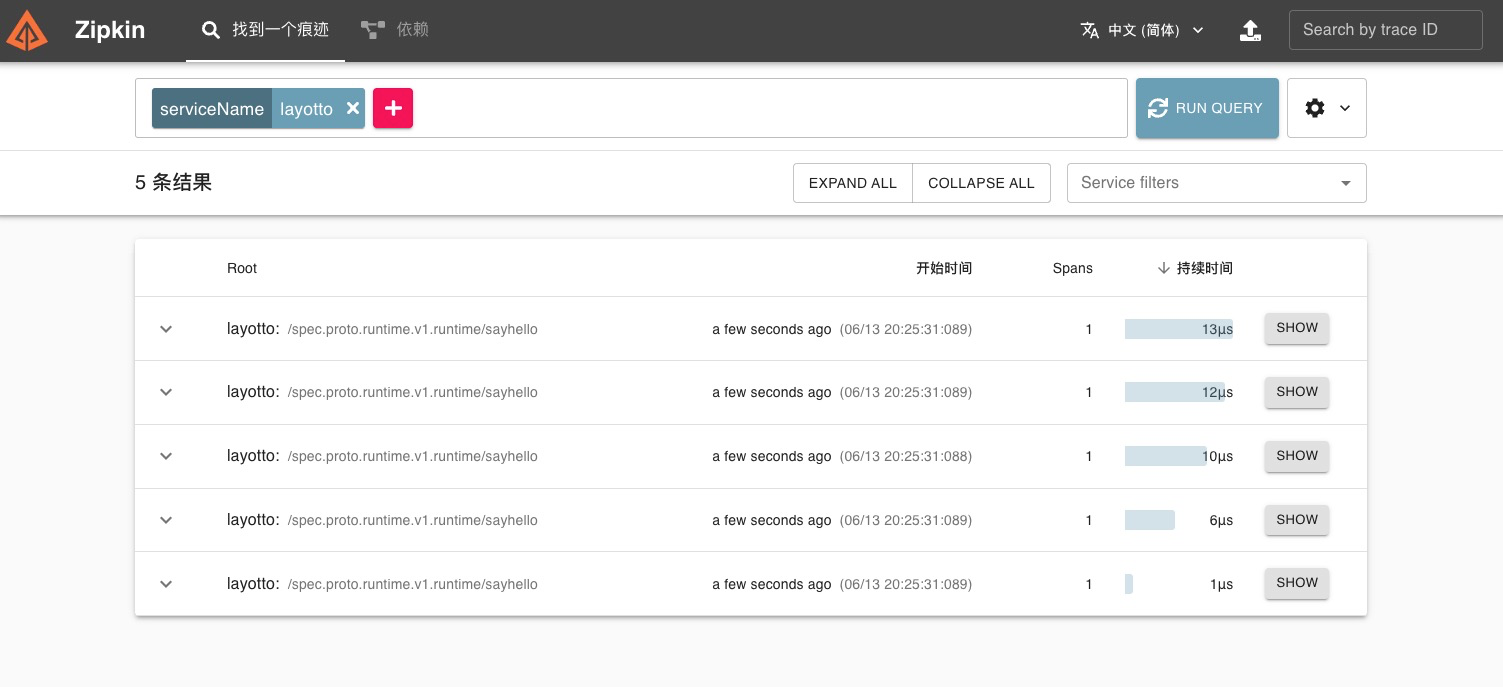 Zipkin 找到一个痕迹 依赖 中文 (简体) Search by trace ID
serviceName layotto RUN QUERY
5 条结果 EXPAND ALL COLLAPSE ALL Service filters
Root 开始时间 Spans 持续时间
layotto: /spec.proto.runtime.v1.runtime/sayhello a few seconds ago (06/13 20:25:31:089) 1 13μs SHOW
layotto: /spec.proto.runtime.v1.runtime/sayhello a few seconds ago (06/13 20:25:31:089) 1 12μs SHOW
layotto: /spec.proto.runtime.v1.runtime/sayhello a few seconds ago (06/13 20:25:31:088) 1 10μs SHOW
layotto: /spec.proto.runtime.v1.runtime/sayhello a few seconds ago (06/13 20:25:31:089) 1 6μs SHOW
layotto: /spec.proto.runtime.v1.runtime/sayhello a few seconds ago (06/13 20:25:31:089) 1 1μs SHOW